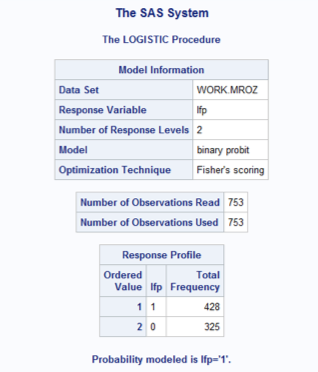 The SAS System
The LOGISTIC Procedure
Model Information
Data Set WORK.MROZ
Response Variable lfp
Number of Response Levels 2
Model binary probit
Optimization Technique Fisher's scoring
Number of Observations Read 753
Number of Observations Used 753
Response Profile
Ordered Value lfp Total Frequency
1 1 428
2 0 325
Probability modeled is lfp='1'.